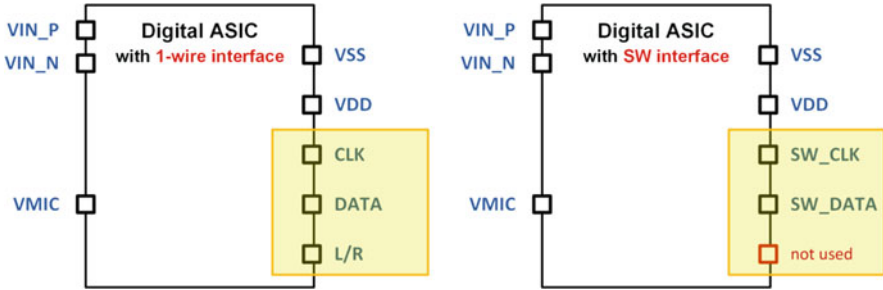 VIN_P
VIN_N
VMIC
Digital ASIC
with 1-wire interface
VSS
VDD
CLK
DATA
L/R
VIN_P
VIN_N
VMIC
Digital ASIC
with SW interface
VSS
VDD
SW_CLK
SW_DATA
not used